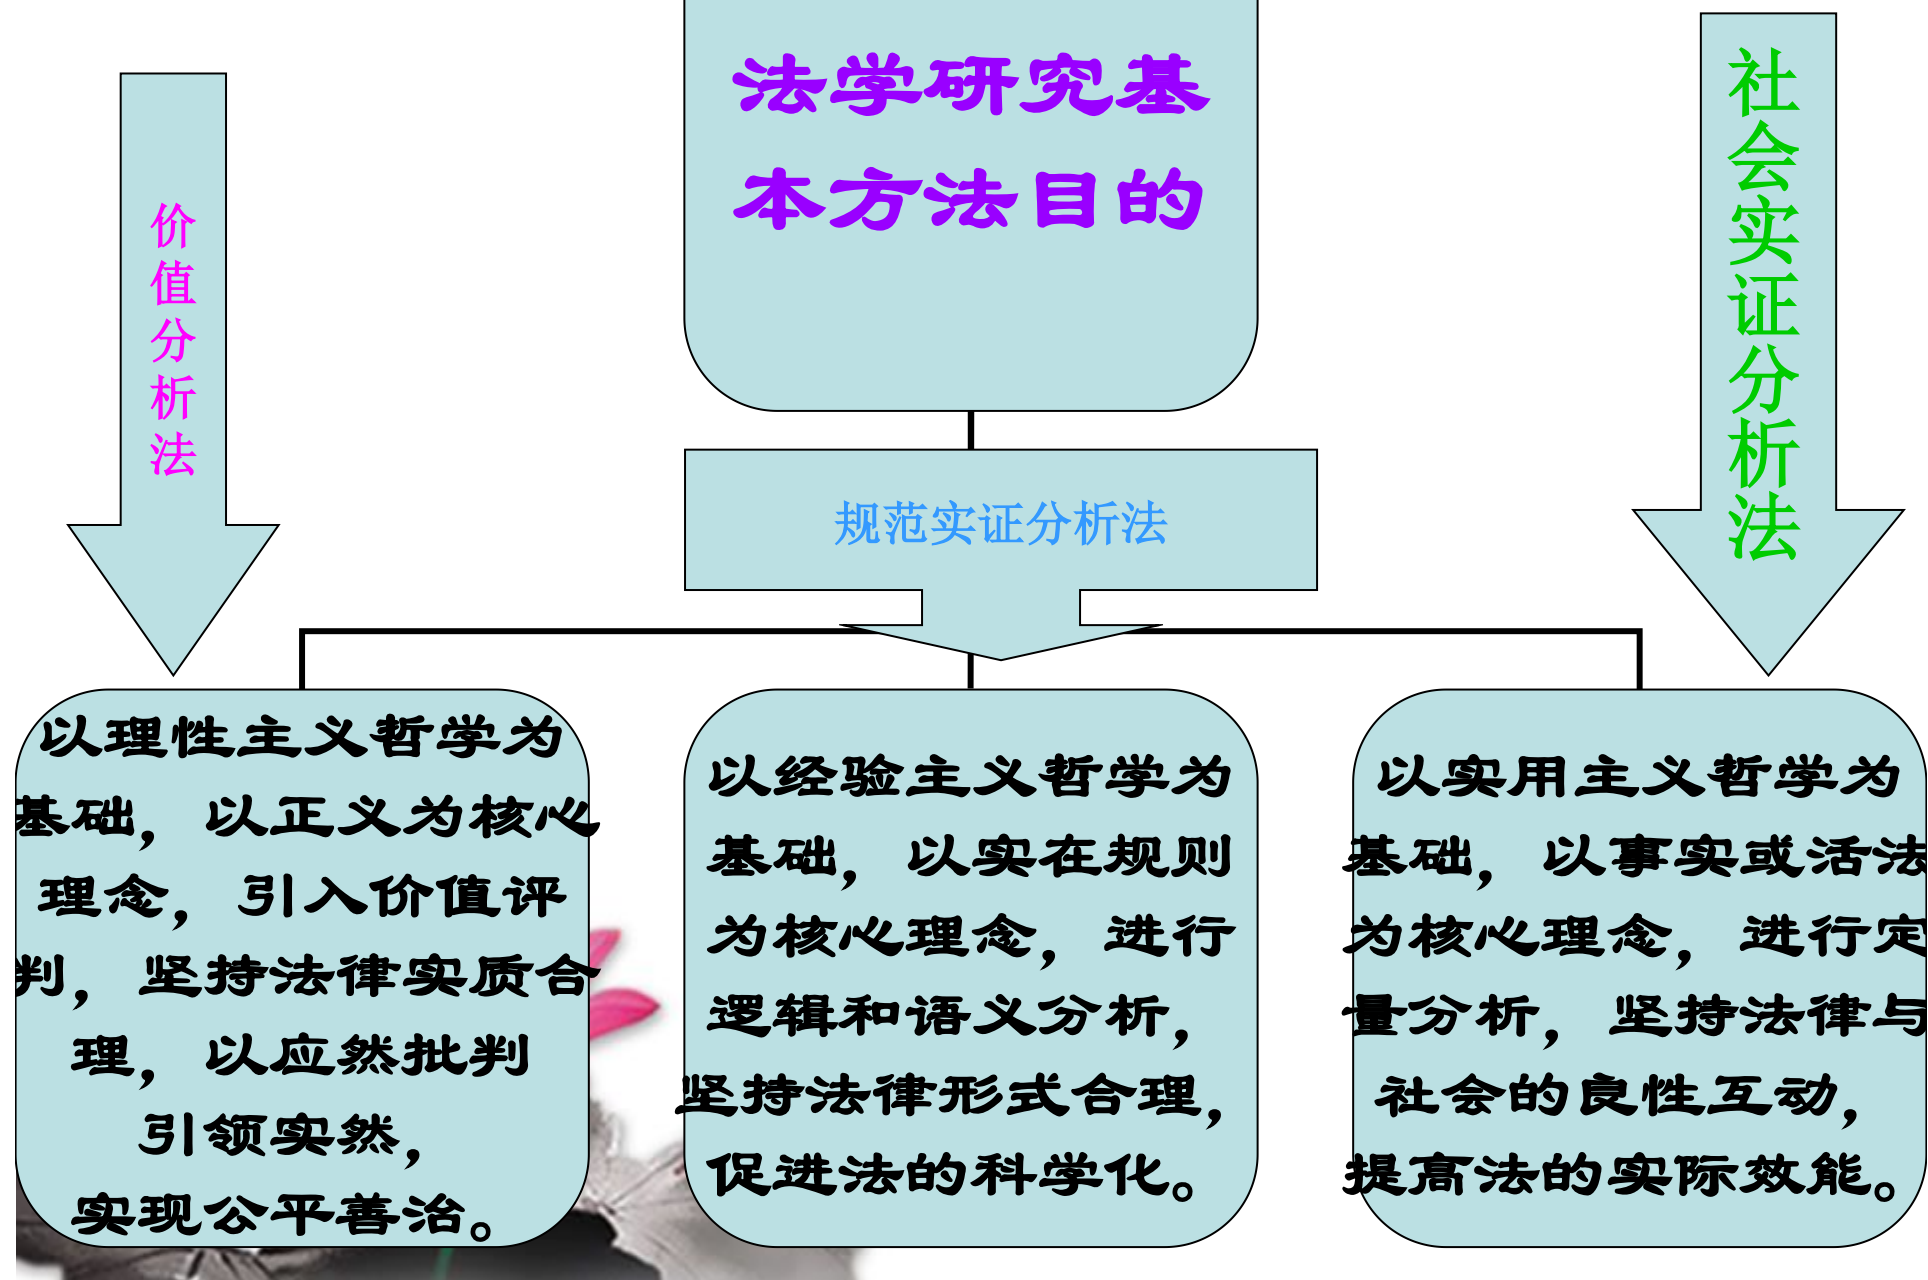 法学研究基
本方法目的
价值分析法
规范实证分析法
社会实证分析法
以理性主义哲学为
基础，以正义为核心
理念，引入价值评
判，坚持法律实质合
理，以应然批判
引领实然，
实现公平善治。
以经验主义哲学为
基础，以实在规则
为核心理念，进行
逻辑和语义分析，
坚持法律形式合理，
促进法的科学化。
以实用主义哲学为
基础，以事实或活法
为核心理念，进行定
量分析，坚持法律与
社会的良性互动，
提高法的实际效能。